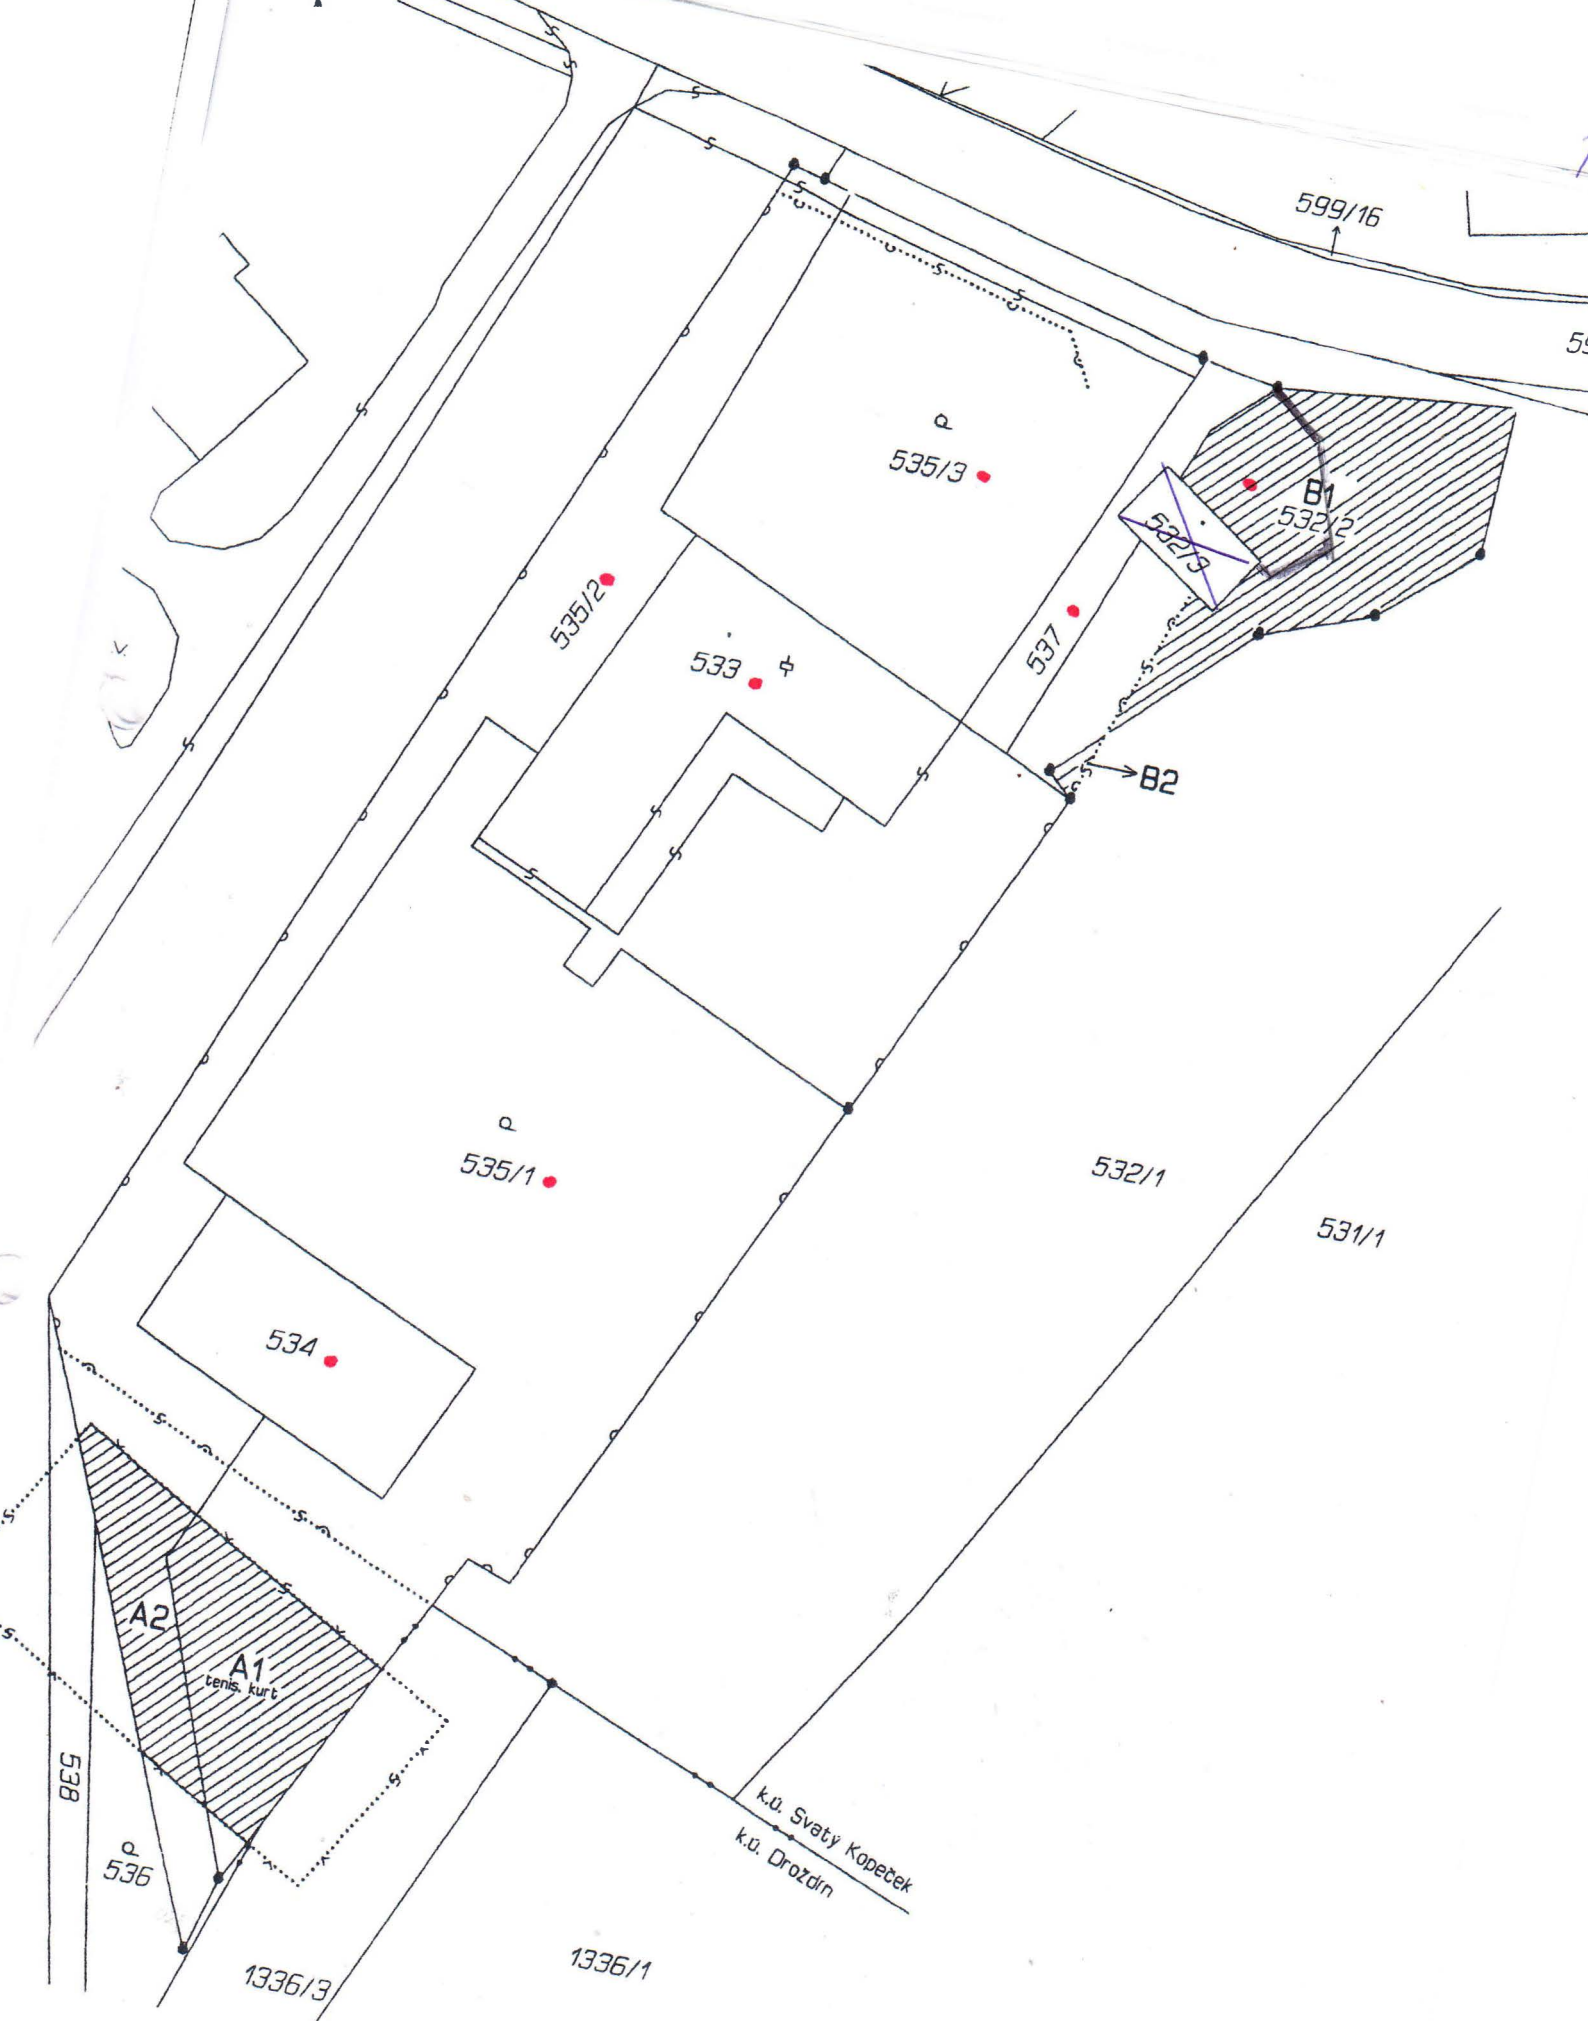 599/16
535/3
B1
532/2
532/3
535/2
533
537
B2
535/1
532/1
531/1
534
A2
A1
tenis. kurt
538
k.ú. Svatý Kopeček
k.ú. Droždín
536
1336/3
1336/1